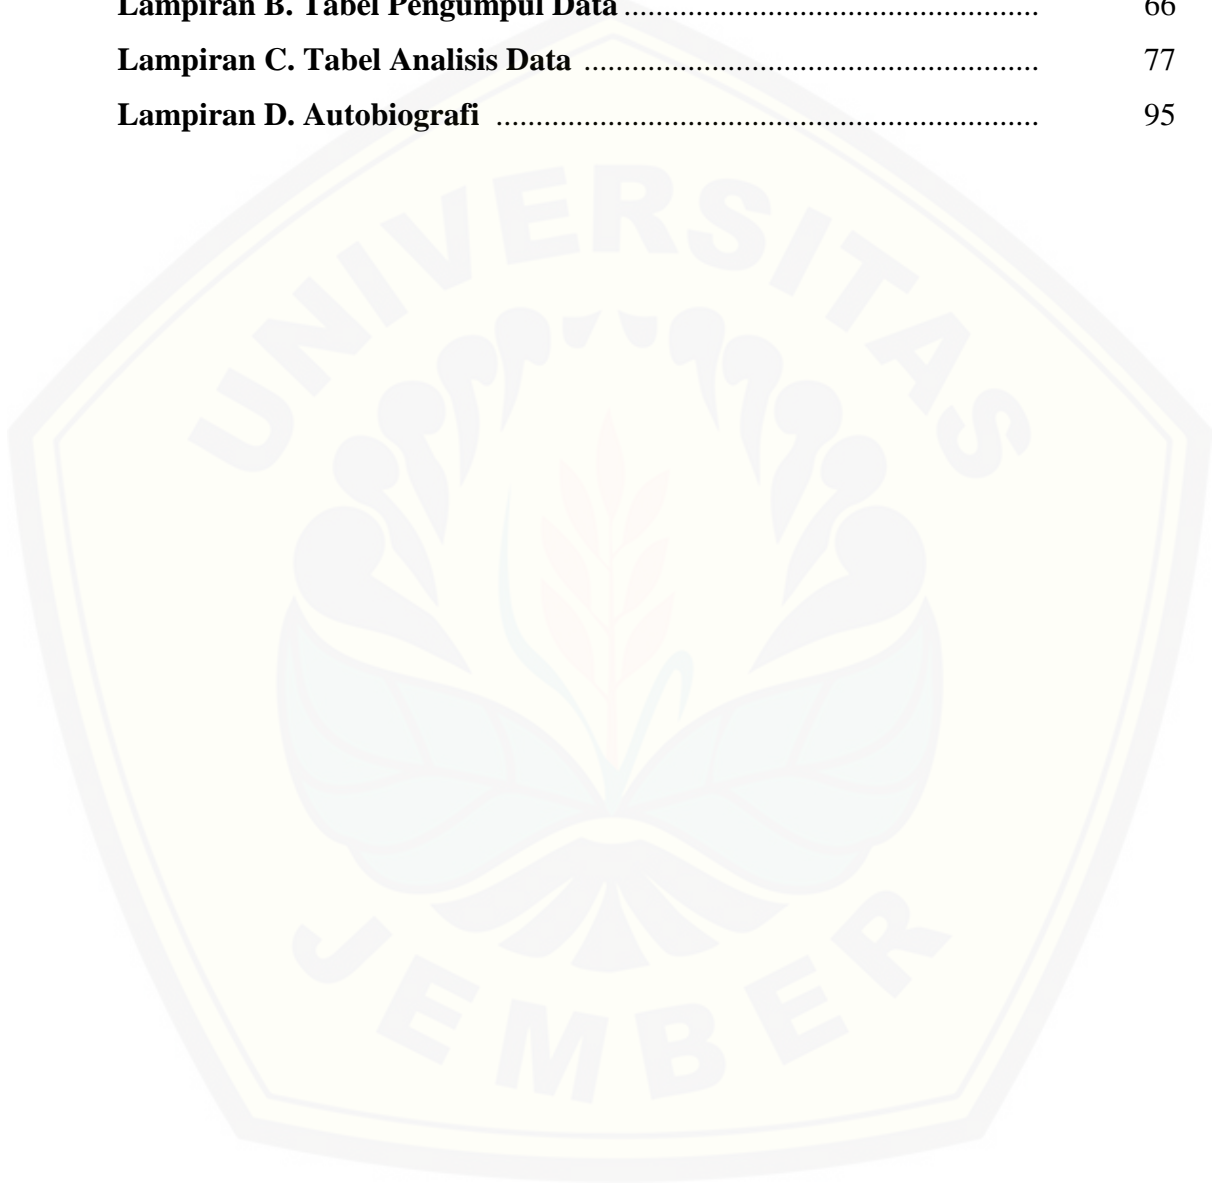 Lampiran B. Tabel Pengumpul Data ................................................... 66
Lampiran C. Tabel Analisis Data ......................................................... 77
Lampiran D. Autobiografi .................................................................... 95
UNIVERSITAS
JEMBER